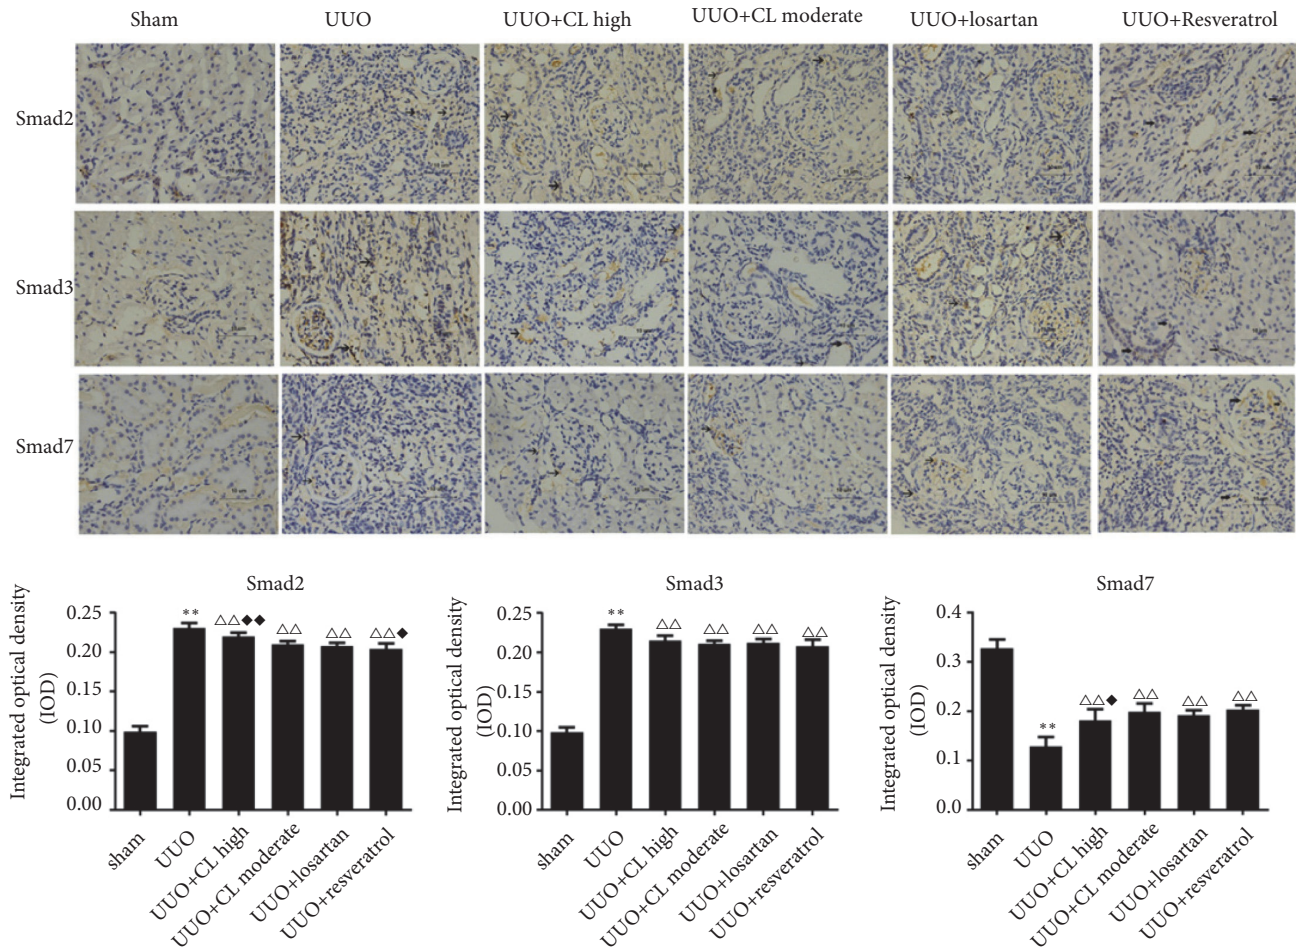 Sham UUO UUO+CL high UUO+CL moderate UUO+losartan UUO+Resveratrol
Smad2
Smad3
Smad7
Smad2
Integrated optical density
(IOD)
0.25
0.20
0.15
0.10
0.05
0.00
**
△△◆◆
△△
△△
△△◆
sham
UUO
UUO+CL high
UUO+CL moderate
UUO+losartan
UUO+resveratrol
Smad3
Integrated optical density
(IOD)
0.25
0.20
0.15
0.10
0.05
0.00
**
△△
△△
△△
△△
sham
UUO
UUO+CL high
UUO+CL moderate
UUO+losartan
UUO+resveratrol
Smad7
Integrated optical density
(IOD)
0.4
0.3
0.2
0.1
0.0
**
△△◆
△△
△△
△△
sham
UUO
UUO+CL high
UUO+CL moderate
UUO+losartan
UUO+resveratrol